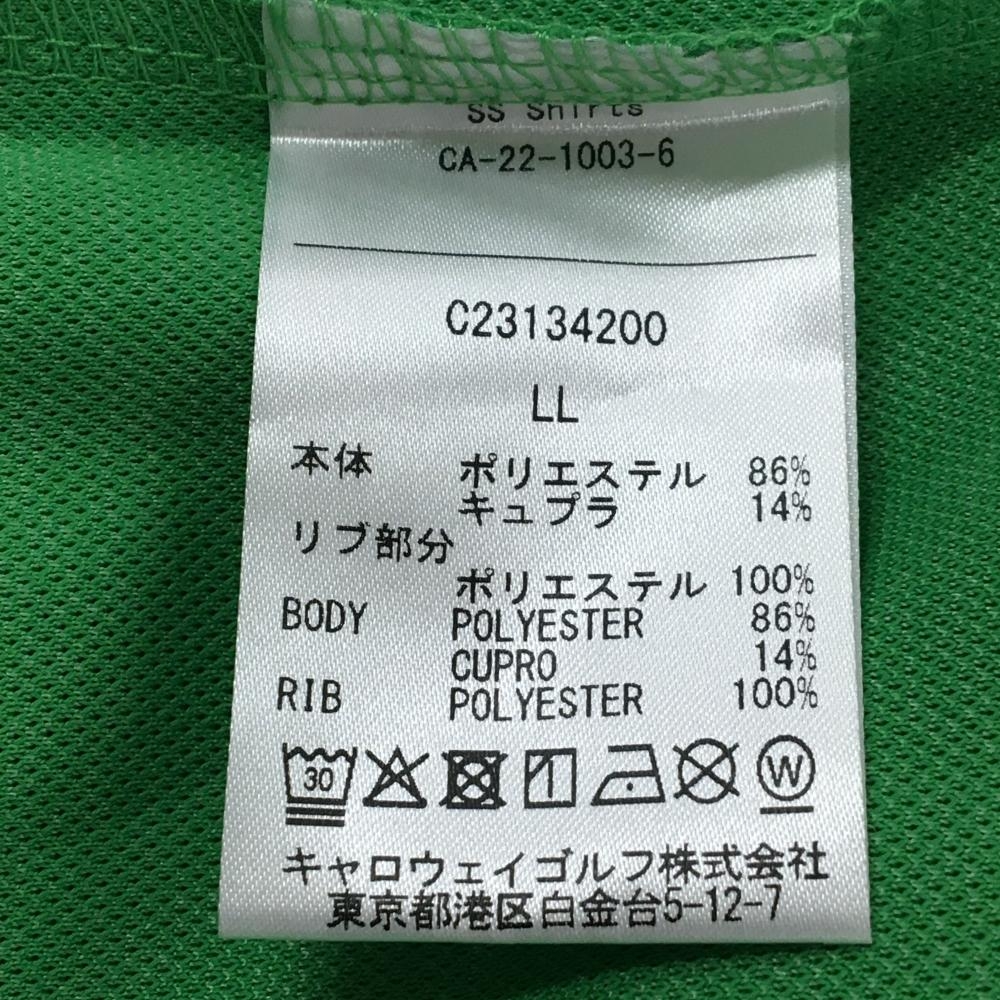 SS Shirts
CA-22-1003-6
C23134200
LL
本体 ポリエステル 86%
キュプラ 14%
リブ部分
ポリエステル 100%
BODY POLYESTER 86%
CUPRO 14%
RIB POLYESTER 100%
30 W
キャロウェイゴルフ株式会社
東京都港区白金台5-12-7